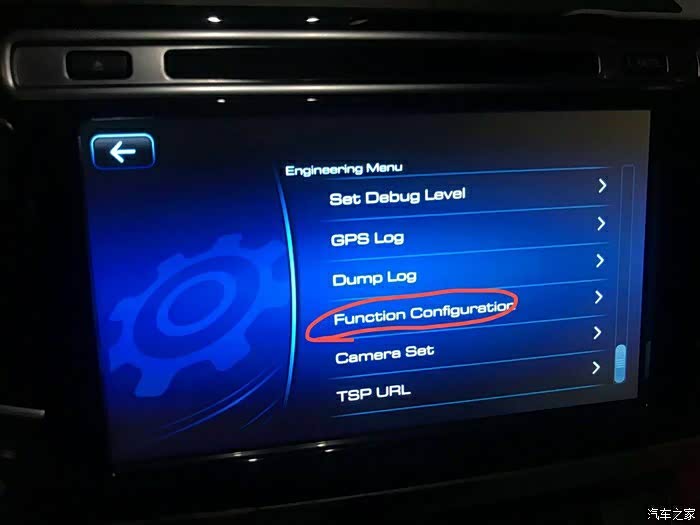 Engineering Menu
Set Debug Level
GPS Log
Dump Log
Function Configuration
Camera Set
TSP URL
汽车之家